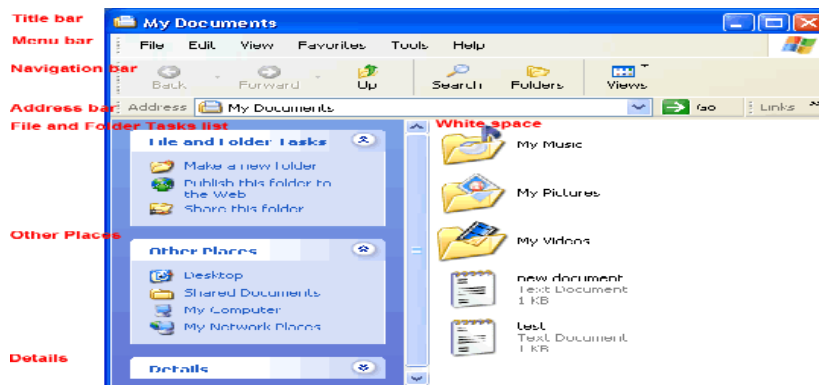 Title bar
My Documents
Menu bar
File Edit View Favorites Tools Help
Navigation bar
Back Forward Up Search Folders Views
Address bar
Address My Documents Go Links »
File and Folder Tasks list
White space
File and Folder Tasks
Make a new folder
Publish this folder to
the Web
Share this folder
Other Places
Other Places
Desktop
Shared Documents
My Computer
My Network Places
Details
Details
My Music
My Pictures
My Videos
new document
Text Document
1 KB
test
Text Document
1 KB